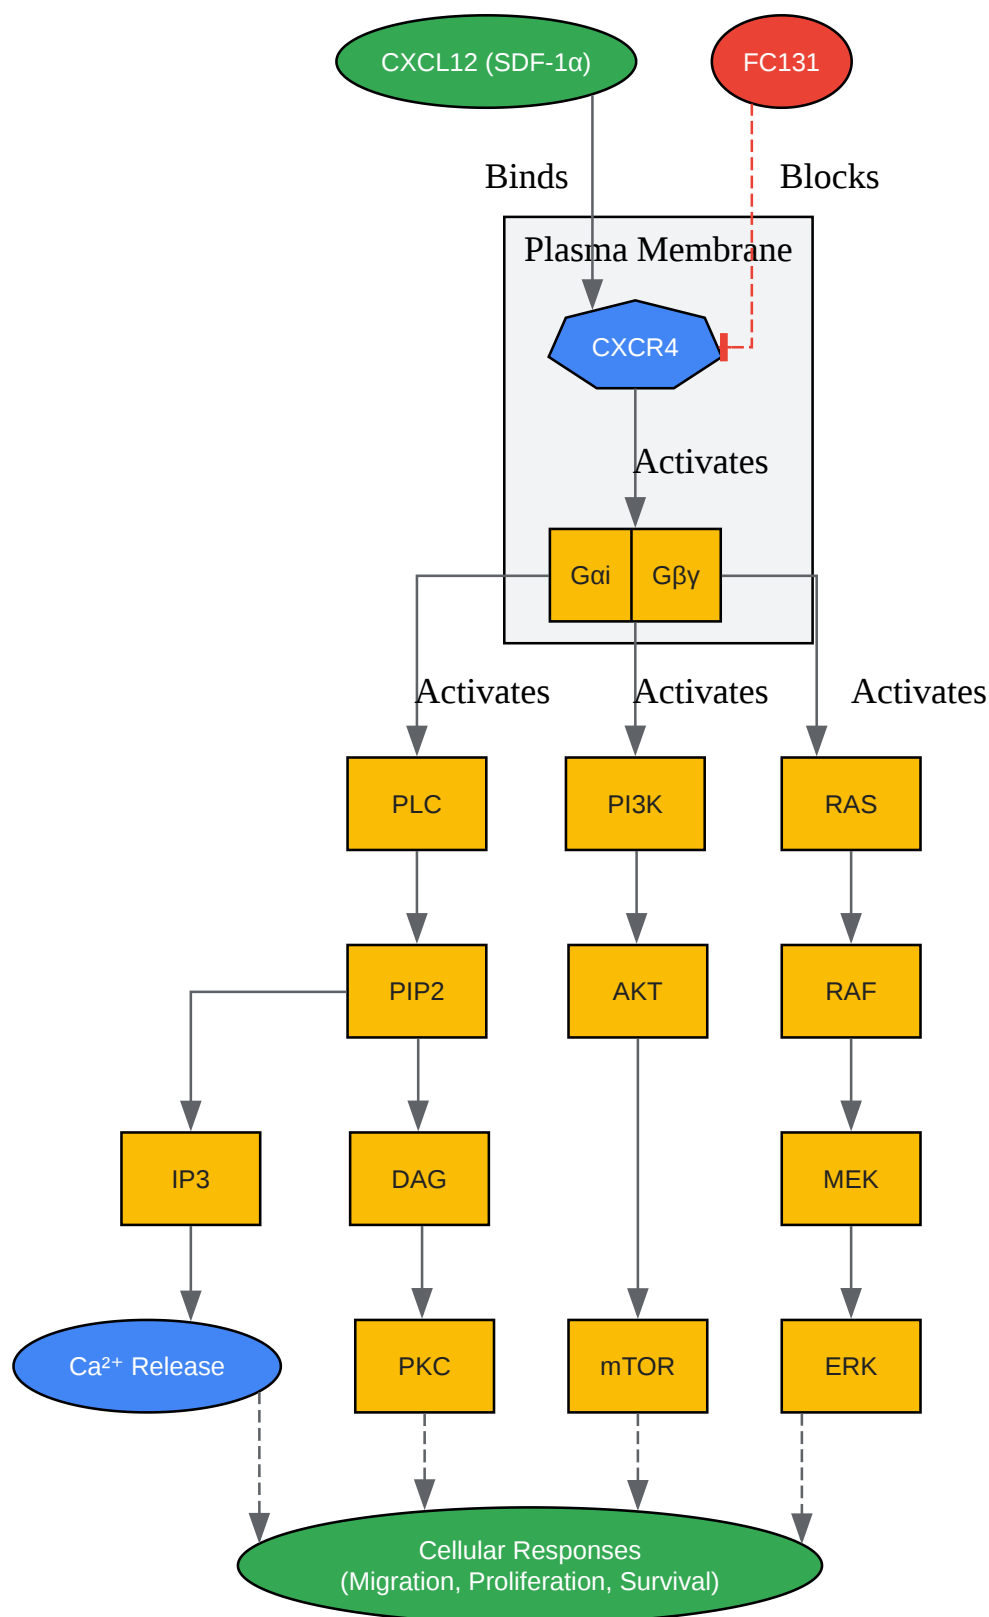 CXCL12 (SDF-1α)
FC131
Binds
Blocks
Plasma Membrane
CXCR4
Activates
Gαi
Gβγ
Activates
Activates
Activates
PLC
PI3K
RAS
PIP2
AKT
RAF
IP3
DAG
MEK
Ca²⁺ Release
PKC
mTOR
ERK
Cellular Responses
(Migration, Proliferation, Survival)